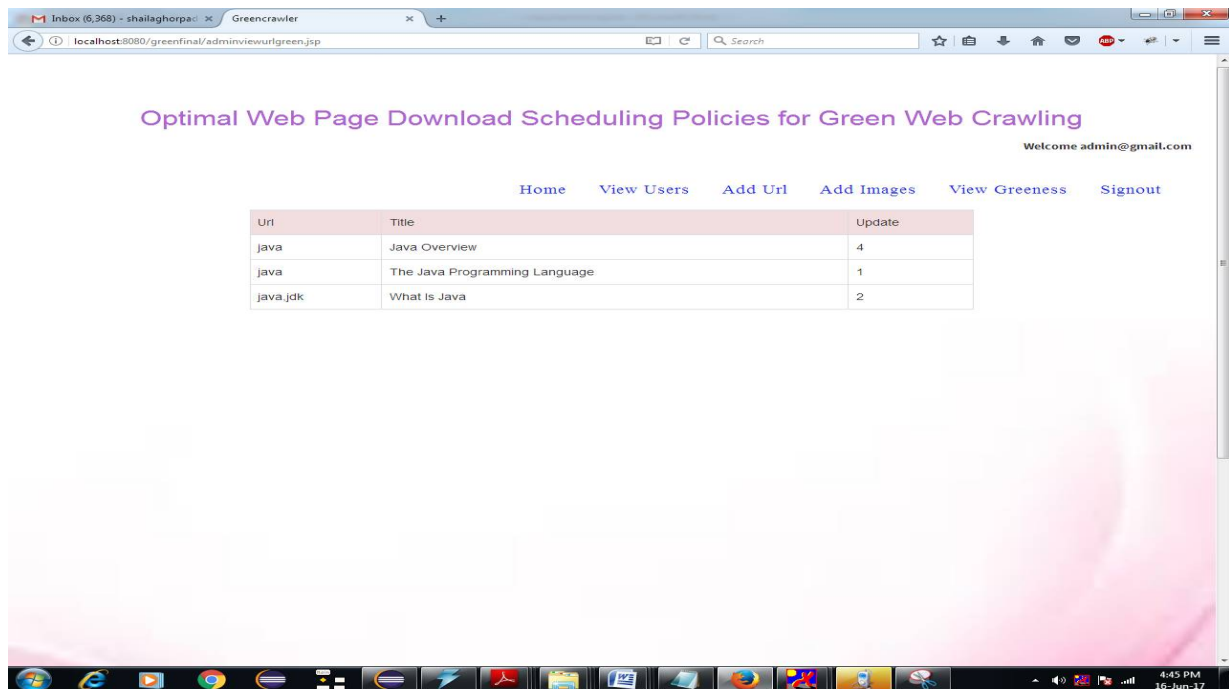 Inbox (6,368) - shailaghorpad Greencrawler
localhost:8080/greenfinal/adminviewurlgreen.jsp Search ABP
Optimal Web Page Download Scheduling Policies for Green Web Crawling
Welcome admin@gmail.com
Home View Users Add Url Add Images View Greeness Signout
Url Title Update
java Java Overview 4
java The Java Programming Language 1
java,jdk What Is Java 2
4:45 PM
16-Jun-17